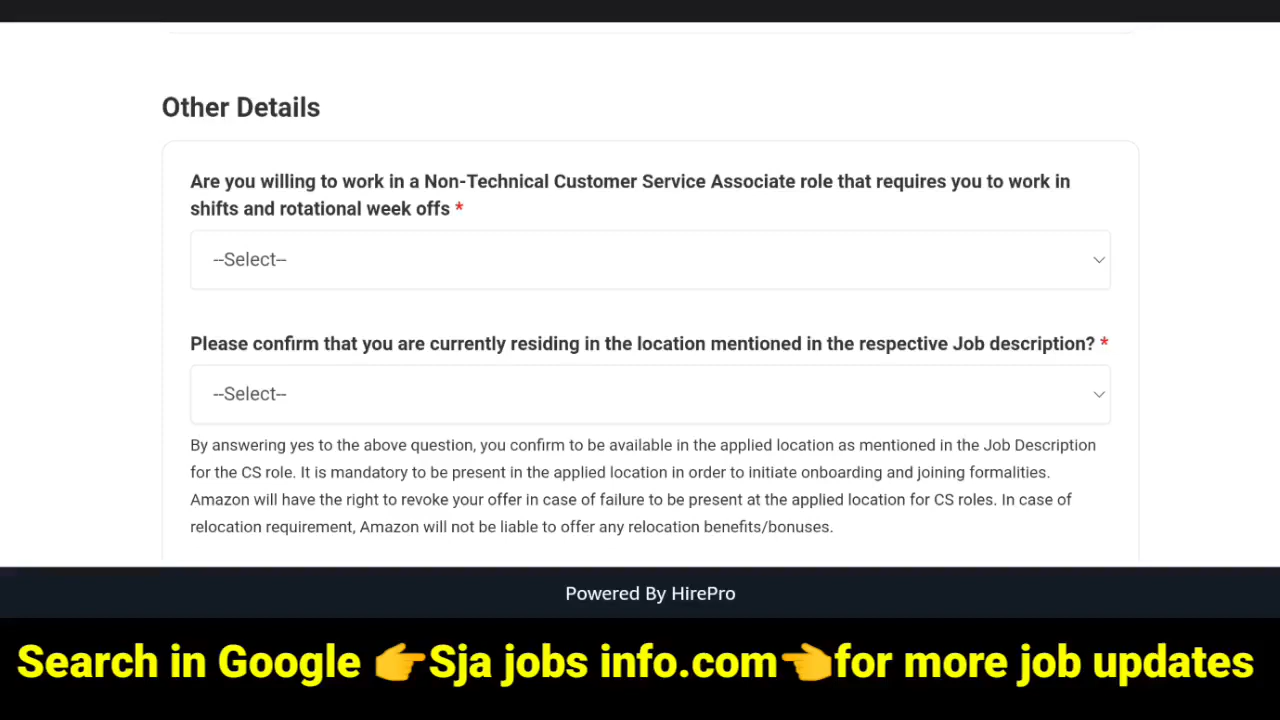 Other Details
Are you willing to work in a Non-Technical Customer Service Associate role that requires you to work in
shifts and rotational week offs *
--Select--
Please confirm that you are currently residing in the location mentioned in the respective Job description? *
--Select--
By answering yes to the above question, you confirm to be available in the applied location as mentioned in the Job Description
for the CS role. It is mandatory to be present in the applied location in order to initiate onboarding and joining formalities.
Amazon will have the right to revoke your offer in case of failure to be present at the applied location for CS roles. In case of
relocation requirement, Amazon will not be liable to offer any relocation benefits/bonuses.
Powered By HirePro
Search in Google 👉Sja jobs info.com👈for more job updates